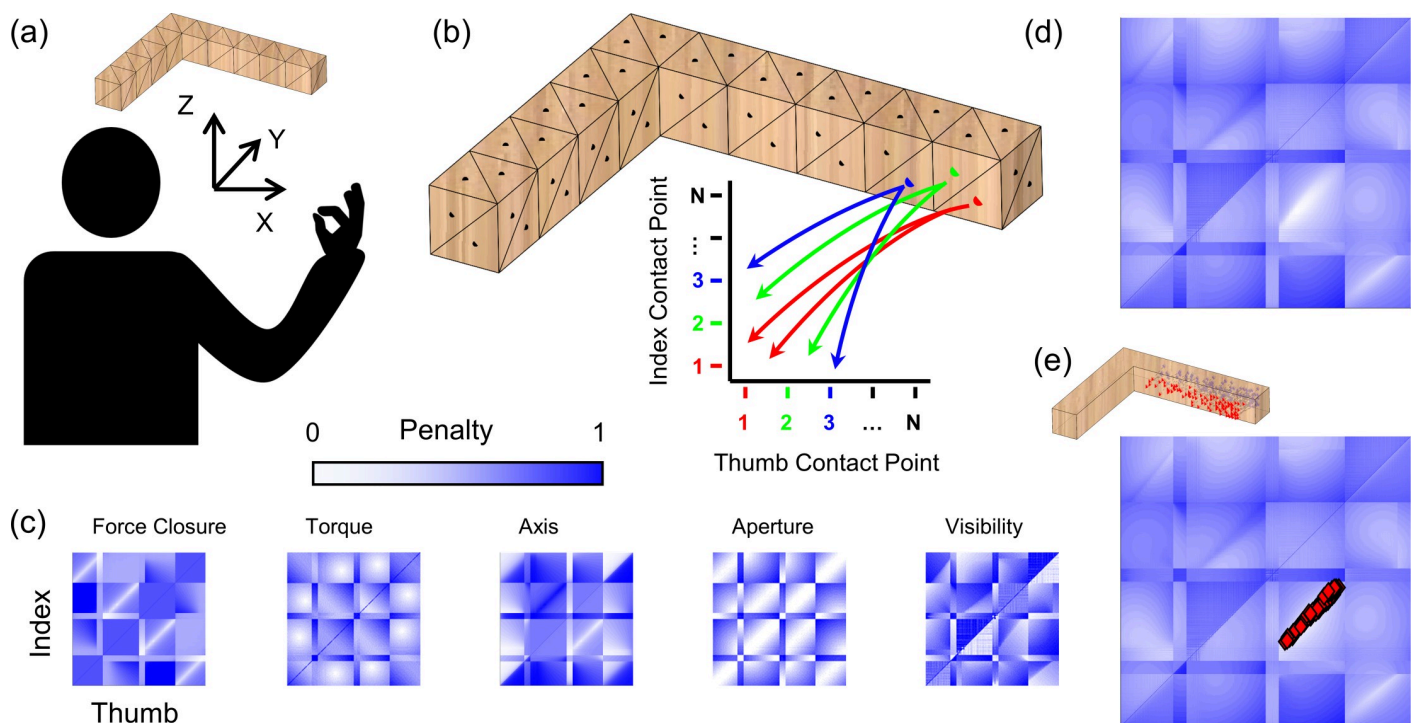 (a)
Z
Y
X
(b)
Index Contact Point
N
...
3
2
1
1
2
3
...
N
Thumb Contact Point
0 Penalty 1
(c)
Force Closure
Torque
Axis
Aperture
Visibility
Index
Thumb
(d)
(e)